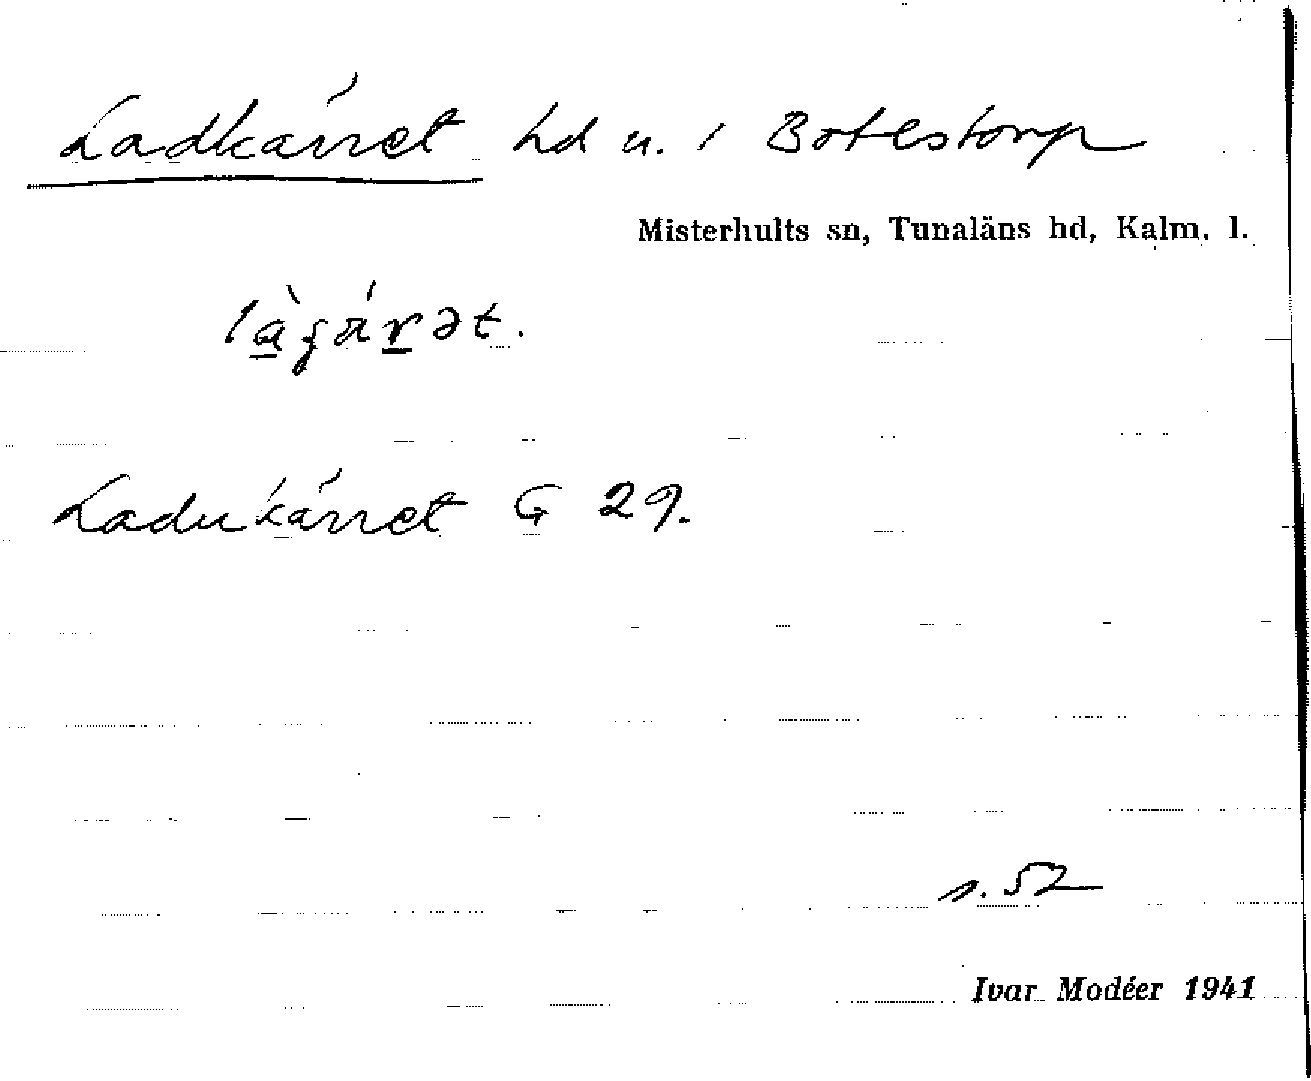 Ladkärret hd u. i Botestorp
Misterhults sn, Tunaläns hd, Kalm. l.
Ladukärret G 29.
s. 52
Ivar Modéer 1941